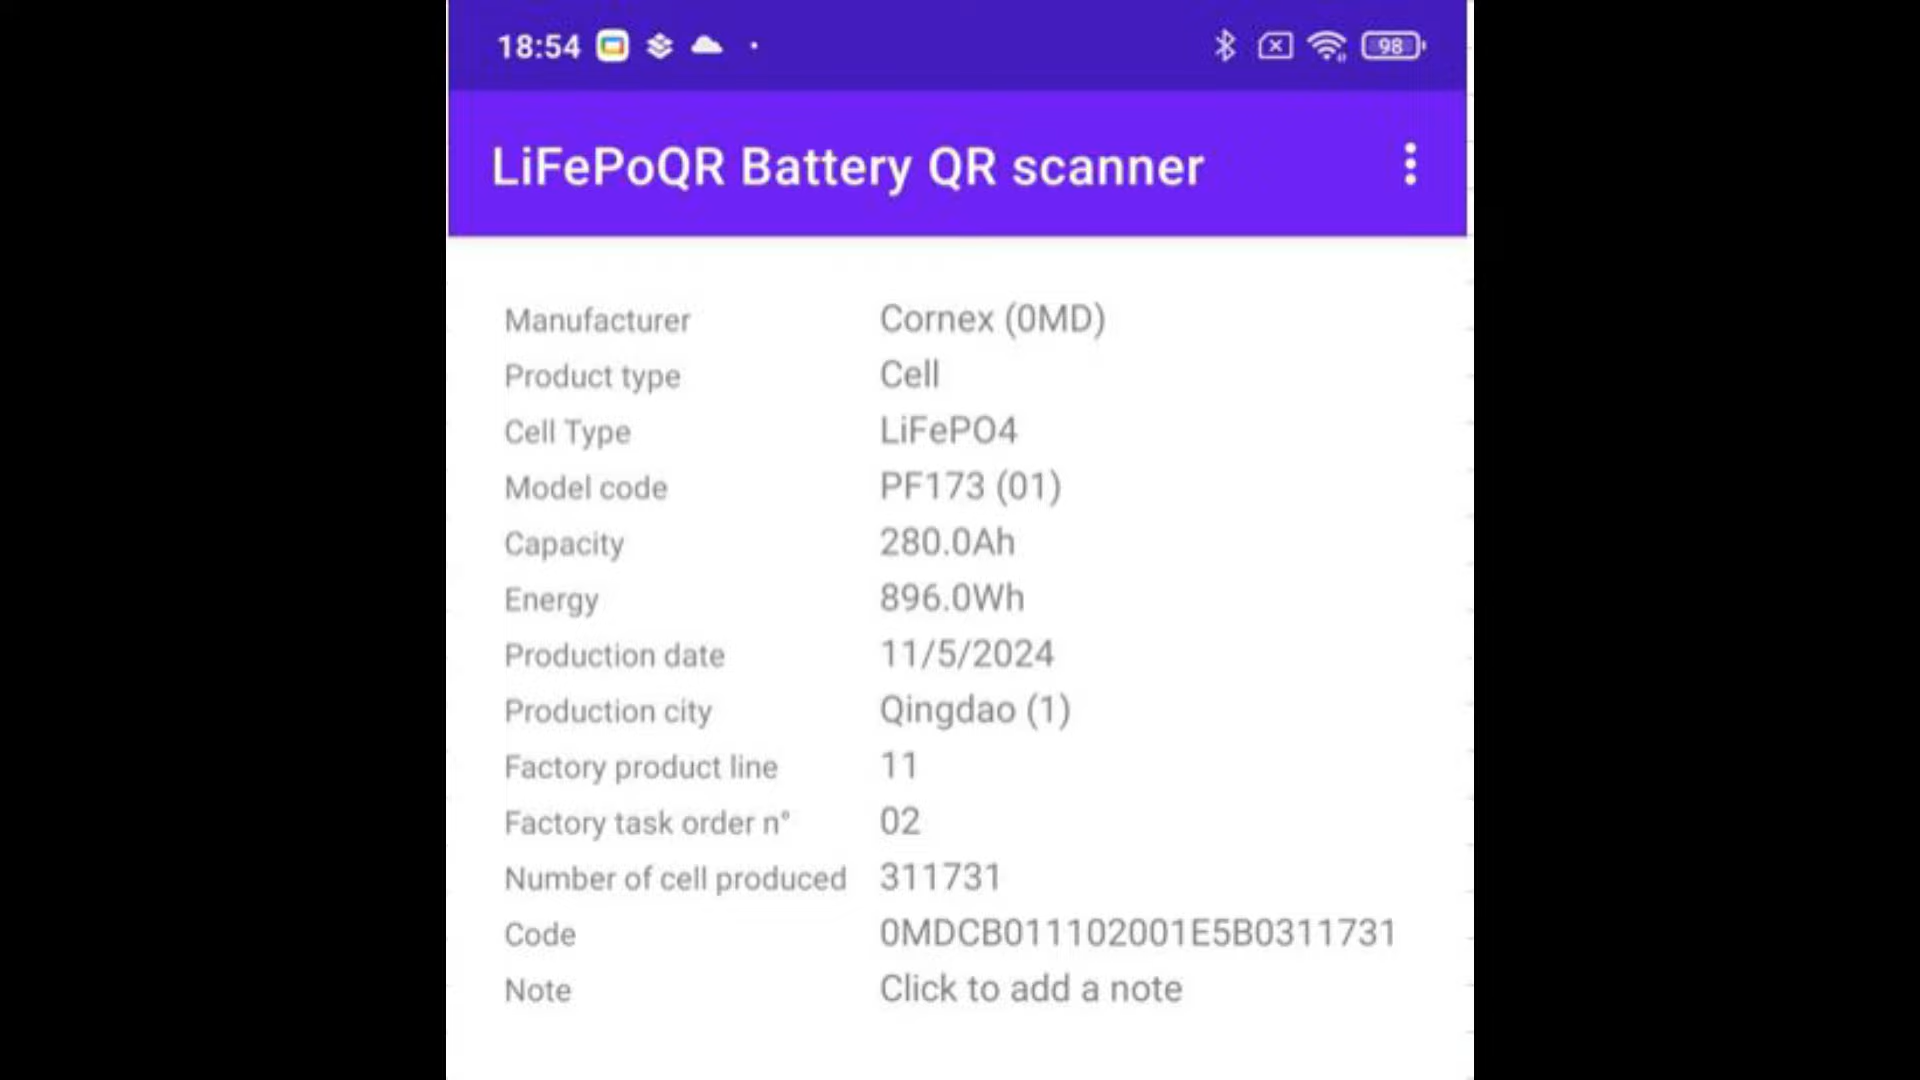 18:54 98
LiFePoQR Battery QR scanner
Manufacturer Cornex (0MD)
Product type Cell
Cell Type LiFePO4
Model code PF173 (01)
Capacity 280.0Ah
Energy 896.0Wh
Production date 11/5/2024
Production city Qingdao (1)
Factory product line 11
Factory task order n° 02
Number of cell produced 311731
Code 0MDCB011102001E5B0311731
Note Click to add a note